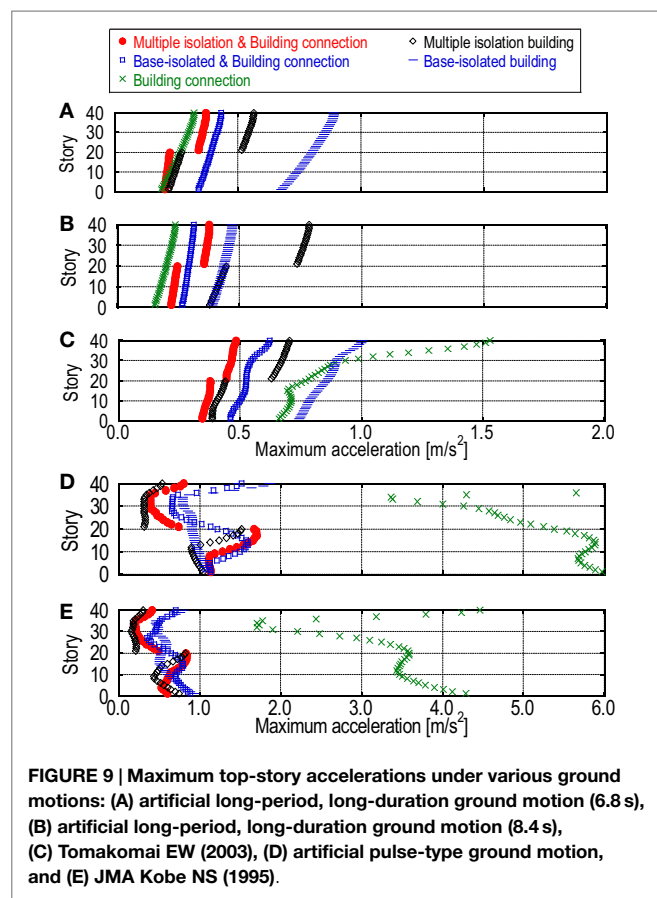 Multiple isolation & Building connection
Multiple isolation building
Base-isolated & Building connection
Base-isolated building
Building connection
A
Story
40
30
20
10
0
B
Story
40
30
20
10
0
C
Story
40
30
20
10
0
0.0 0.5 1.0 1.5 2.0
Maximum acceleration [m/s²]
D
Story
40
30
20
10
0
E
Story
40
30
20
10
0
0.0 1.0 2.0 3.0 4.0 5.0 6.0
Maximum acceleration [m/s²]
FIGURE 9 | Maximum top-story accelerations under various ground
motions: (A) artificial long-period, long-duration ground motion (6.8 s),
(B) artificial long-period, long-duration ground motion (8.4 s),
(C) Tomakomai EW (2003), (D) artificial pulse-type ground motion,
and (E) JMA Kobe NS (1995).